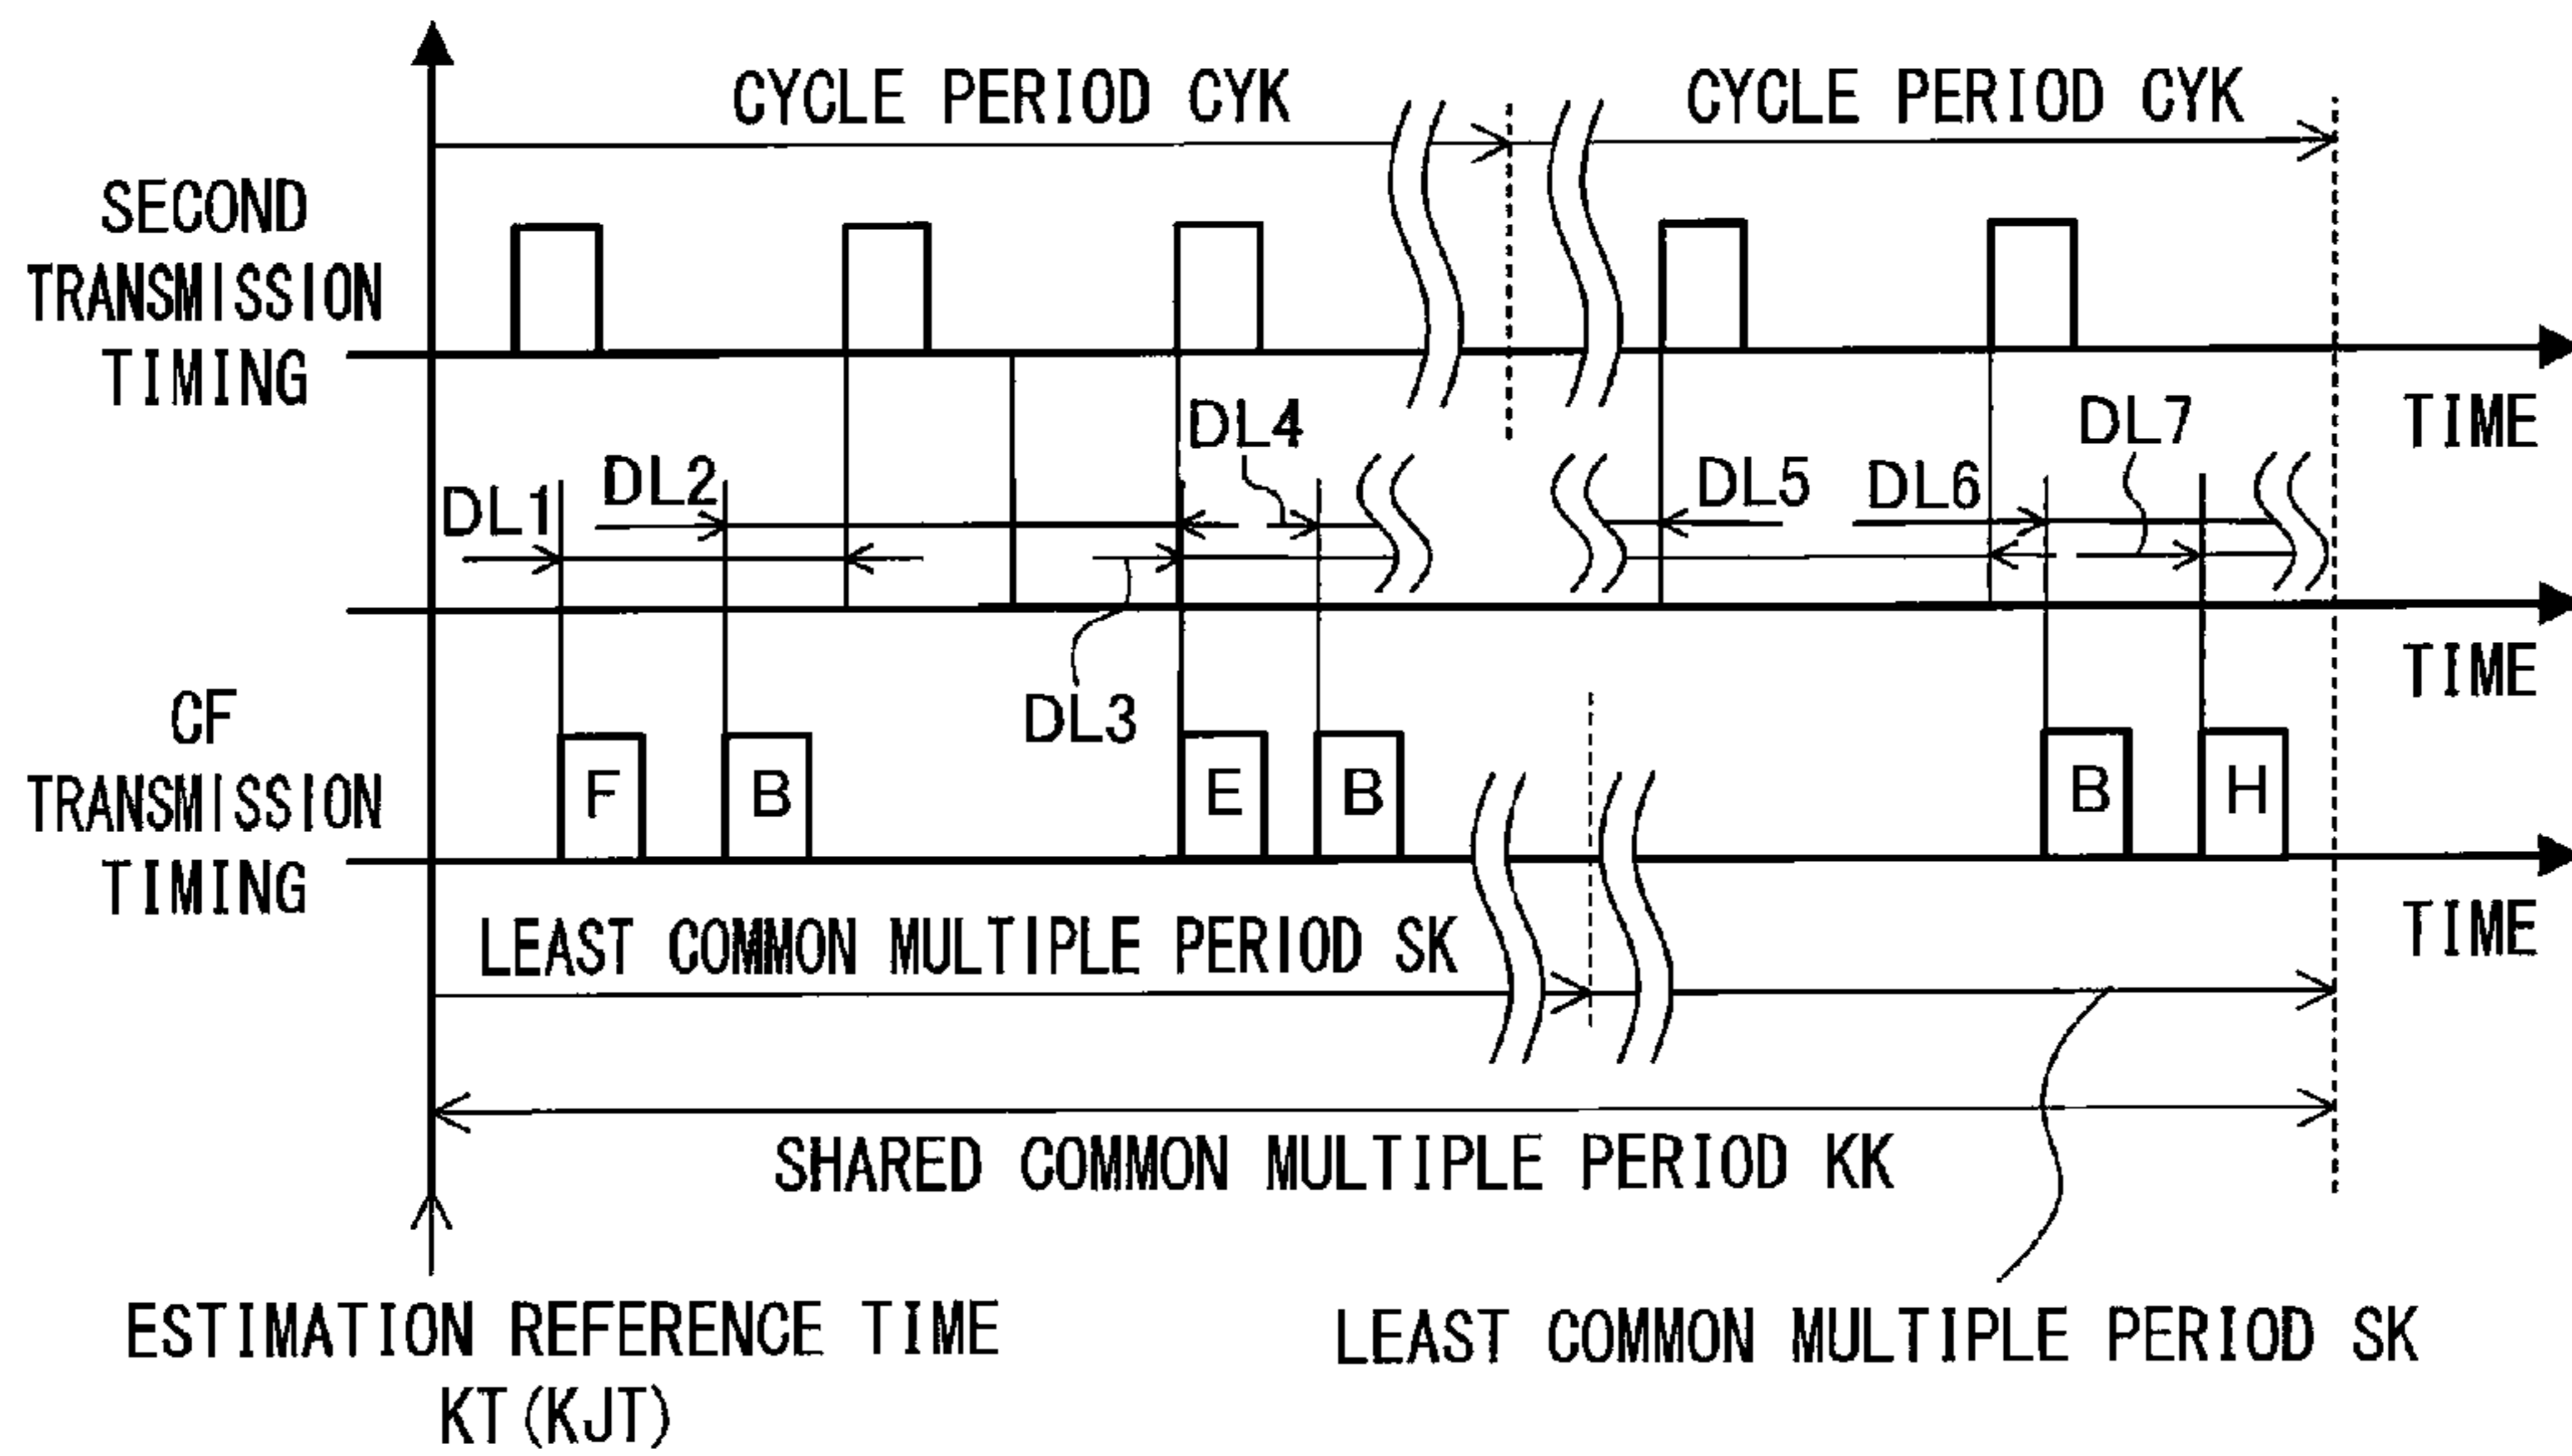 CYCLE PERIOD CYK
CYCLE PERIOD CYK
SECOND
TRANSMISSION
TIMING
TIME
DL1
DL2
DL4
DL5
DL6
DL7
TIME
DL3
CF
TRANSMISSION
TIMING
F
B
E
B
B
H
TIME
LEAST COMMON MULTIPLE PERIOD SK
SHARED COMMON MULTIPLE PERIOD KK
ESTIMATION REFERENCE TIME
KT(KJT)
LEAST COMMON MULTIPLE PERIOD SK